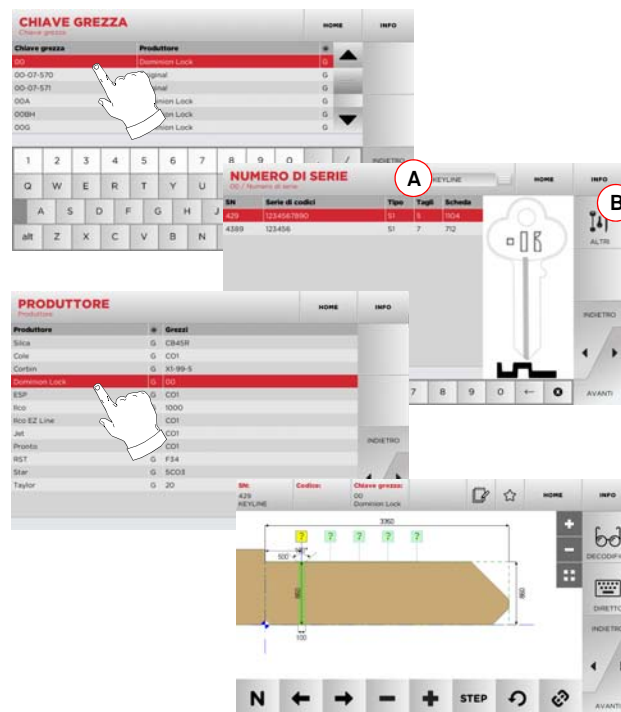 CHIAVE GREZZA
Chiave grezza
HOME
INFO
Chiave grezza Produttore
00 Dominion Lock G
00-07-570 G
00-07-571 G
00A G
00BH G
00G Dominion Lock G
1 2 3 4 5 6 7 8 9 0
Q W E R T Y U
A S D F G H J
alt Z X C V B N
NUMERO DI SERIE
00 / Numero di serie
A
KEYLINE
HOME
INFO
B
SN Serie di codici Tipo Tagli Scheda
429 1234567890 S1 5 1104
4389 123456 S1 7 712
ALTRI
INDIETRO
7 8 9 0 ←
AVANTI
PRODUTTORE
Produttore
HOME
INFO
Produttore Grezzi
Silca G CB45R
Cole G CO1
Corbin G X1-99-5
Dominion Lock G 00
ESP G CO1
Ilco 1000
Ilco EZ Line CO1
Jet CO1
Pronto CO1
RST G F34
Star G 5CO3
Taylor G 20
INDIETRO
SN: Codice: Chiave grezza:
429 00
KEYLINE Dominion Lock
HOME
INFO
3350
? ? ? ? ?
500
100
DIRETTO
AVANTI
N ← → − + STEP